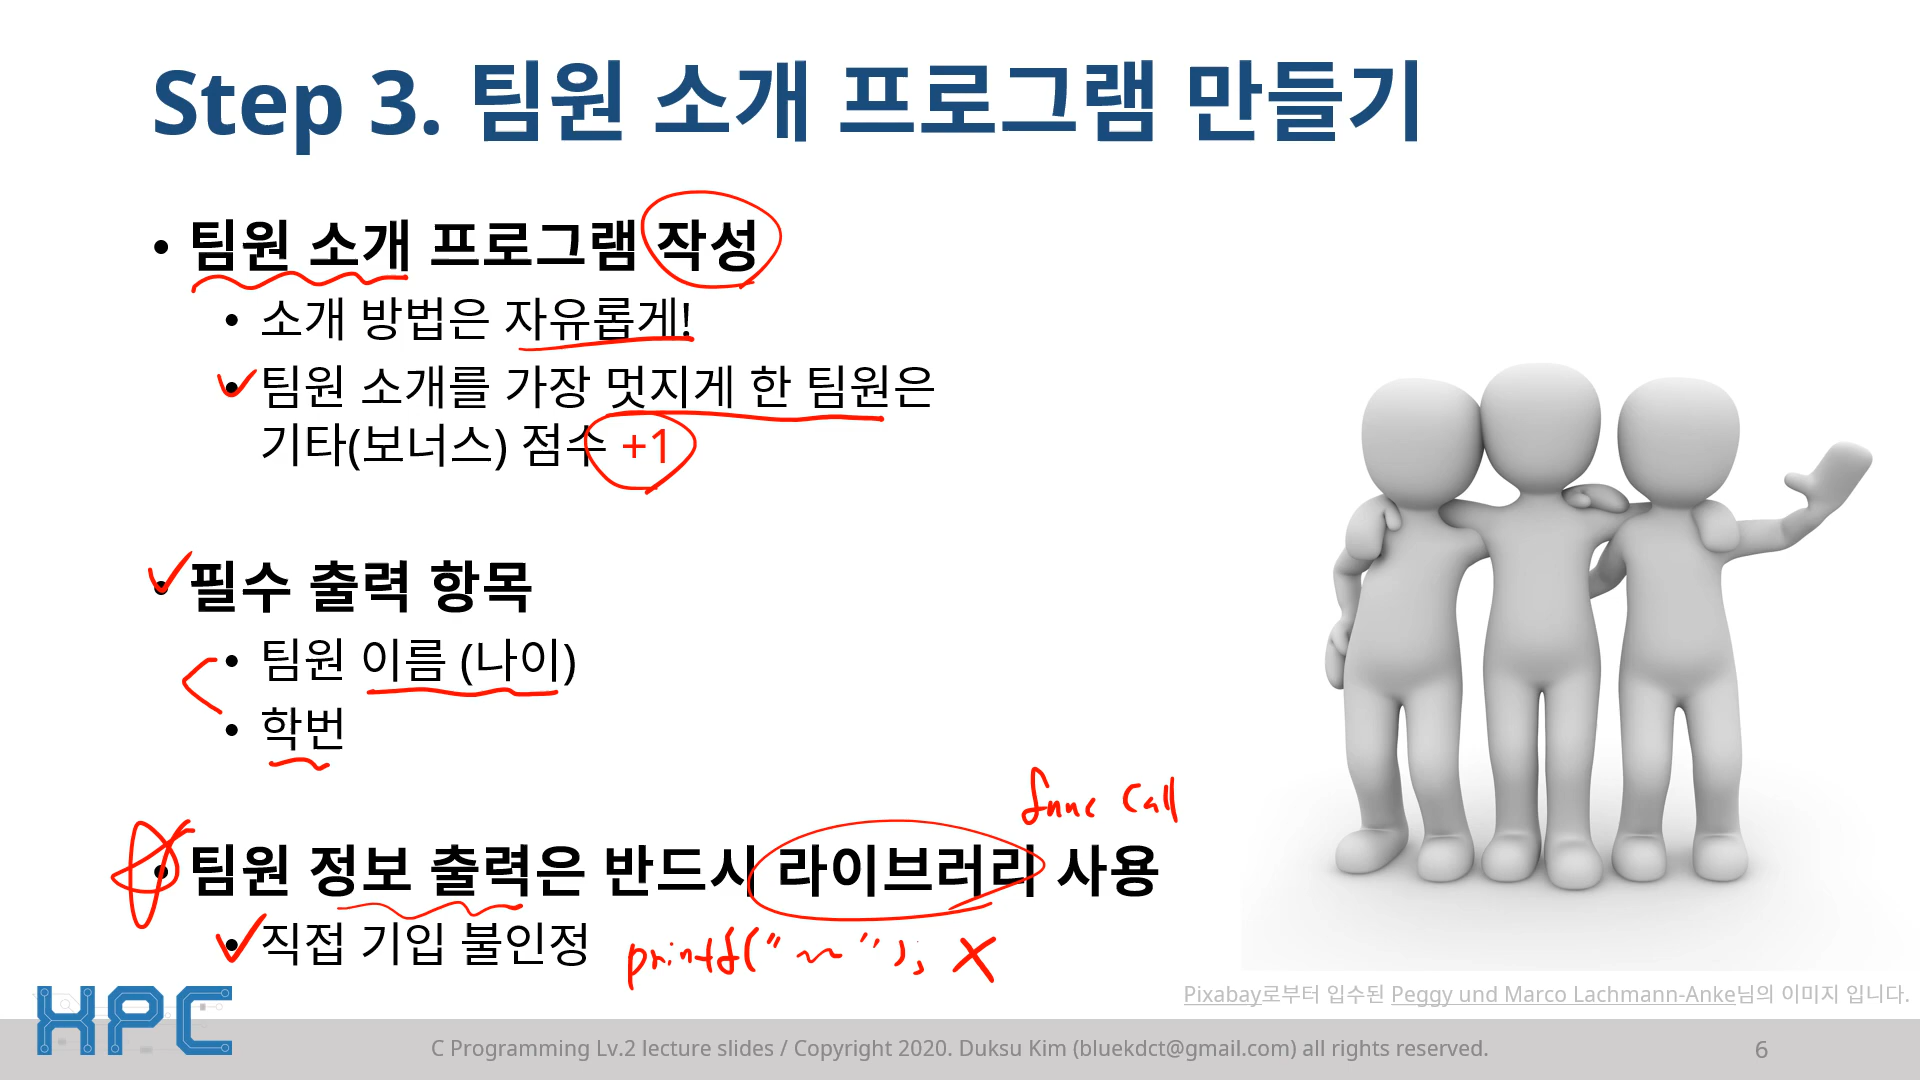 Step 3. 팀원 소개 프로그램 만들기
• 팀원 소개 프로그램 작성
• 소개 방법은 자유롭게!
• 팀원 소개를 가장 멋지게 한 팀원은
기타(보너스) 점수 +1
• 필수 출력 항목
• 팀원 이름 (나이)
• 학번
func call
• 팀원 정보 출력은 반드시 라이브러리 사용
• 직접 기입 불인정 printf("~"); X
Pixabay로부터 입수된 Peggy und Marco Lachmann-Anke님의 이미지 입니다.
HPC
C Programming Lv.2 lecture slides / Copyright 2020. Duksu Kim (bluekdct@gmail.com) all rights reserved.
6